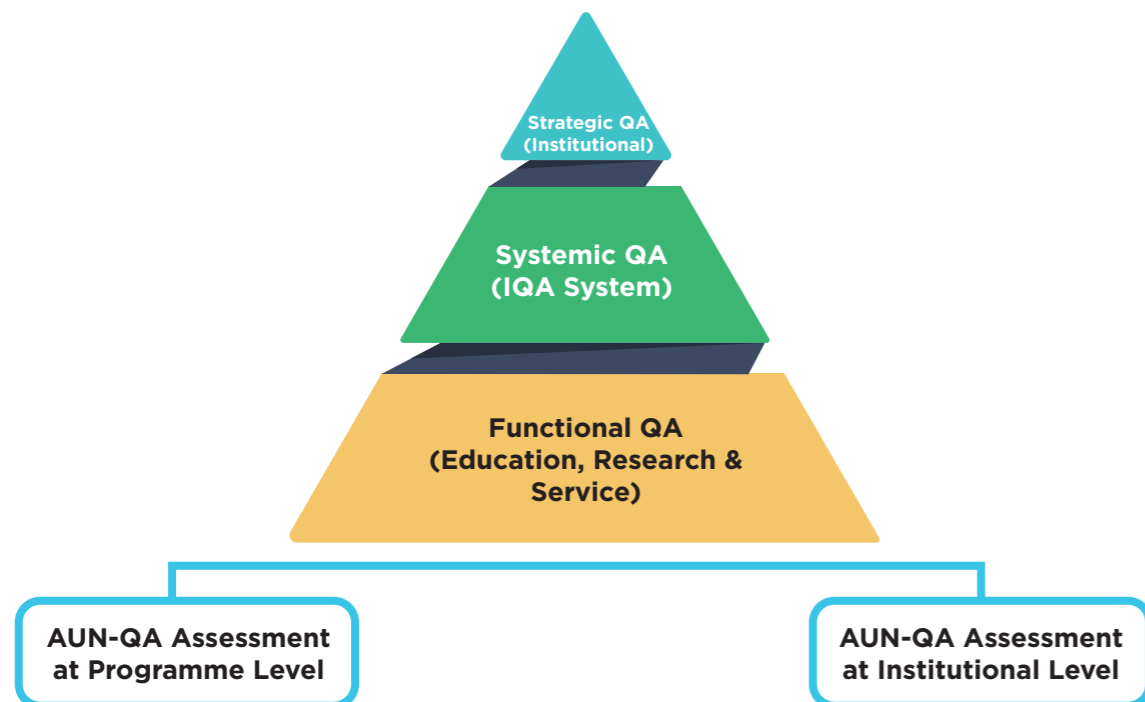 Strategic QA
(Institutional)
Systemic QA
(IQA System)
Functional QA
(Education, Research &
Service)
AUN-QA Assessment
at Programme Level
AUN-QA Assessment
at Institutional Level